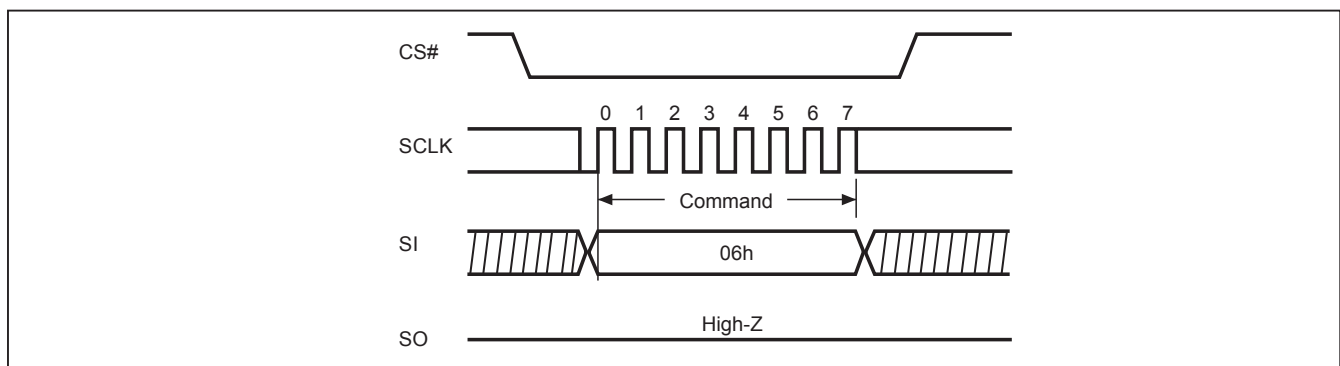 CS#
0 1 2 3 4 5 6 7
SCLK
Command
SI
06h
High-Z
SO